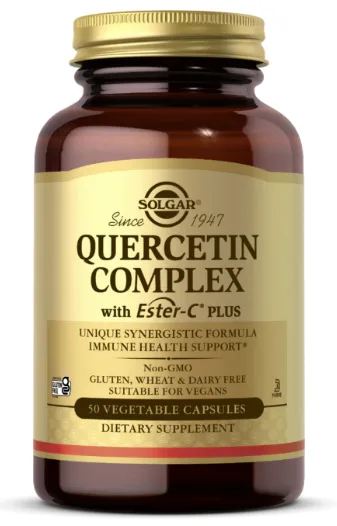 SOLGAR®
Since 1947
QUERCETIN
COMPLEX
with Ester-C® PLUS
UNIQUE SYNERGISTIC FORMULA
IMMUNE HEALTH SUPPORT*
Non-GMO
GLUTEN, WHEAT & DAIRY FREE
SUITABLE FOR VEGANS
50 VEGETABLE CAPSULES
DIETARY SUPPLEMENT